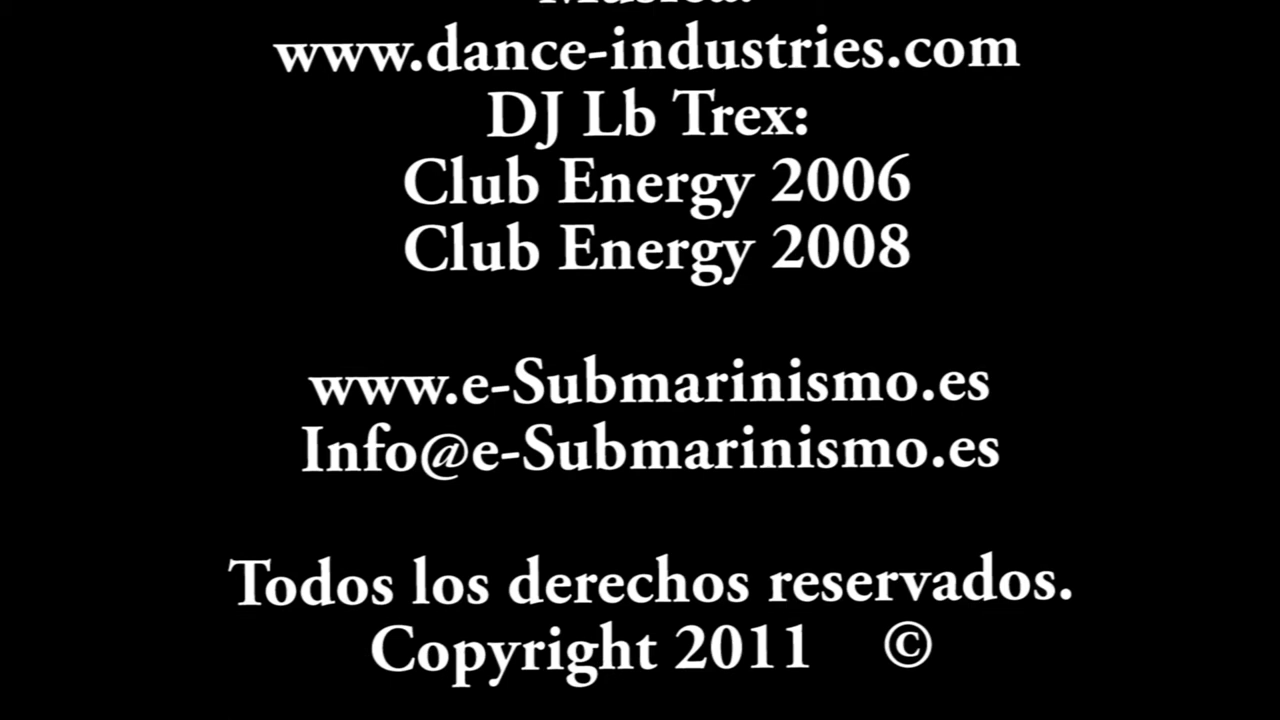 www.dance-industries.com
DJ Lb Trex:
Club Energy 2006
Club Energy 2008
www.e-Submarinismo.es
Info@e-Submarinismo.es
Todos los derechos reservados.
Copyright 2011 ©